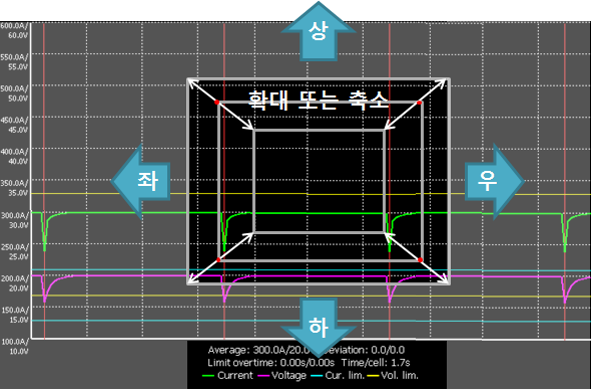 상
600.0A/
60.0V
550.0A/
55.0V
500.0A/
50.0V
확대 또는 축소
450.0A/
45.0V
400.0A/
40.0V
좌
우
350.0A/
35.0V
300.0A/
30.0V
250.0A/
25.0V
200.0A/
20.0V
150.0A/
15.0V
하
100.0A/
10.0V
Average: 300.0A/20.0 Deviation: 0.0/0.0
Limit overtime: 0.00s/0.00s Time/cell: 1.7s
Current Voltage Cur. lim. Vol. lim.